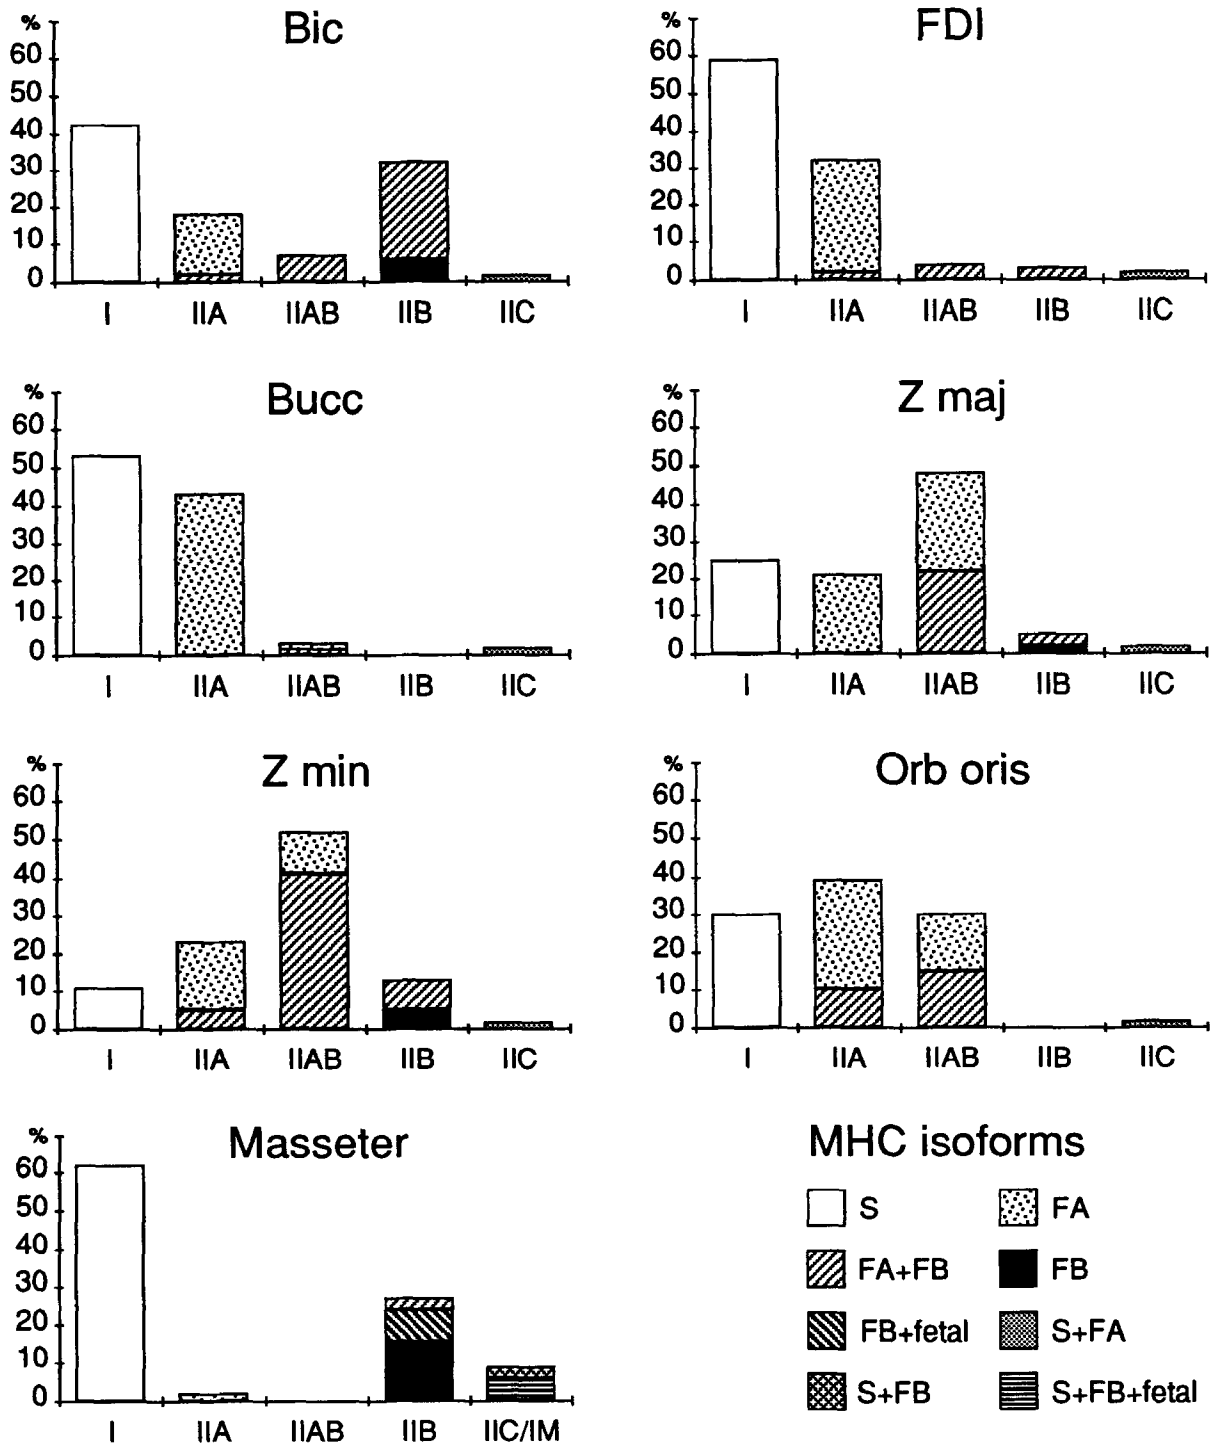 Bic
%
60
50
40
30
20
10
0
I IIA IIAB IIB IIC
FDI
%
60
50
40
30
20
10
0
I IIA IIAB IIB IIC
Bucc
%
60
50
40
30
20
10
0
I IIA IIAB IIB IIC
Z maj
%
60
50
40
30
20
10
0
I IIA IIAB IIB IIC
Z min
%
60
50
40
30
20
10
0
I IIA IIAB IIB IIC
Orb oris
%
60
50
40
30
20
10
0
I IIA IIAB IIB IIC
Masseter
%
60
50
40
30
20
10
0
I IIA IIAB IIB IIC/IM
MHC isoforms
S FA
FA+FB FB
FB+fetal S+FA
S+FB S+FB+fetal